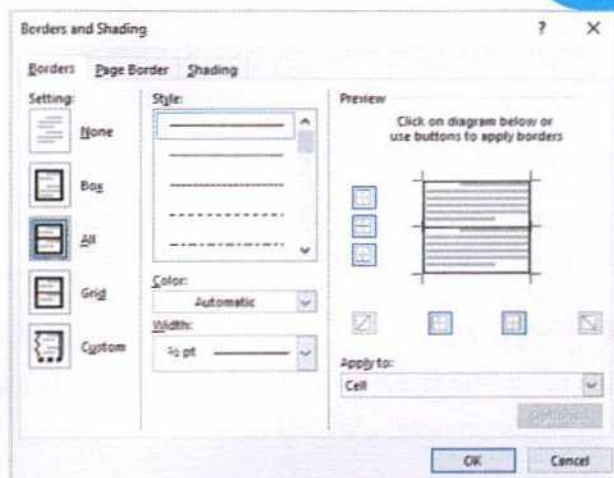 Borders and Shading ? ×
Borders Page Border Shading
Setting:
None
Box
All
Grid
Custom
Style:
Color:
Automatic
Width:
½ pt
Preview
Click on diagram below or
use buttons to apply borders
Apply to:
Cell
Options...
OK Cancel